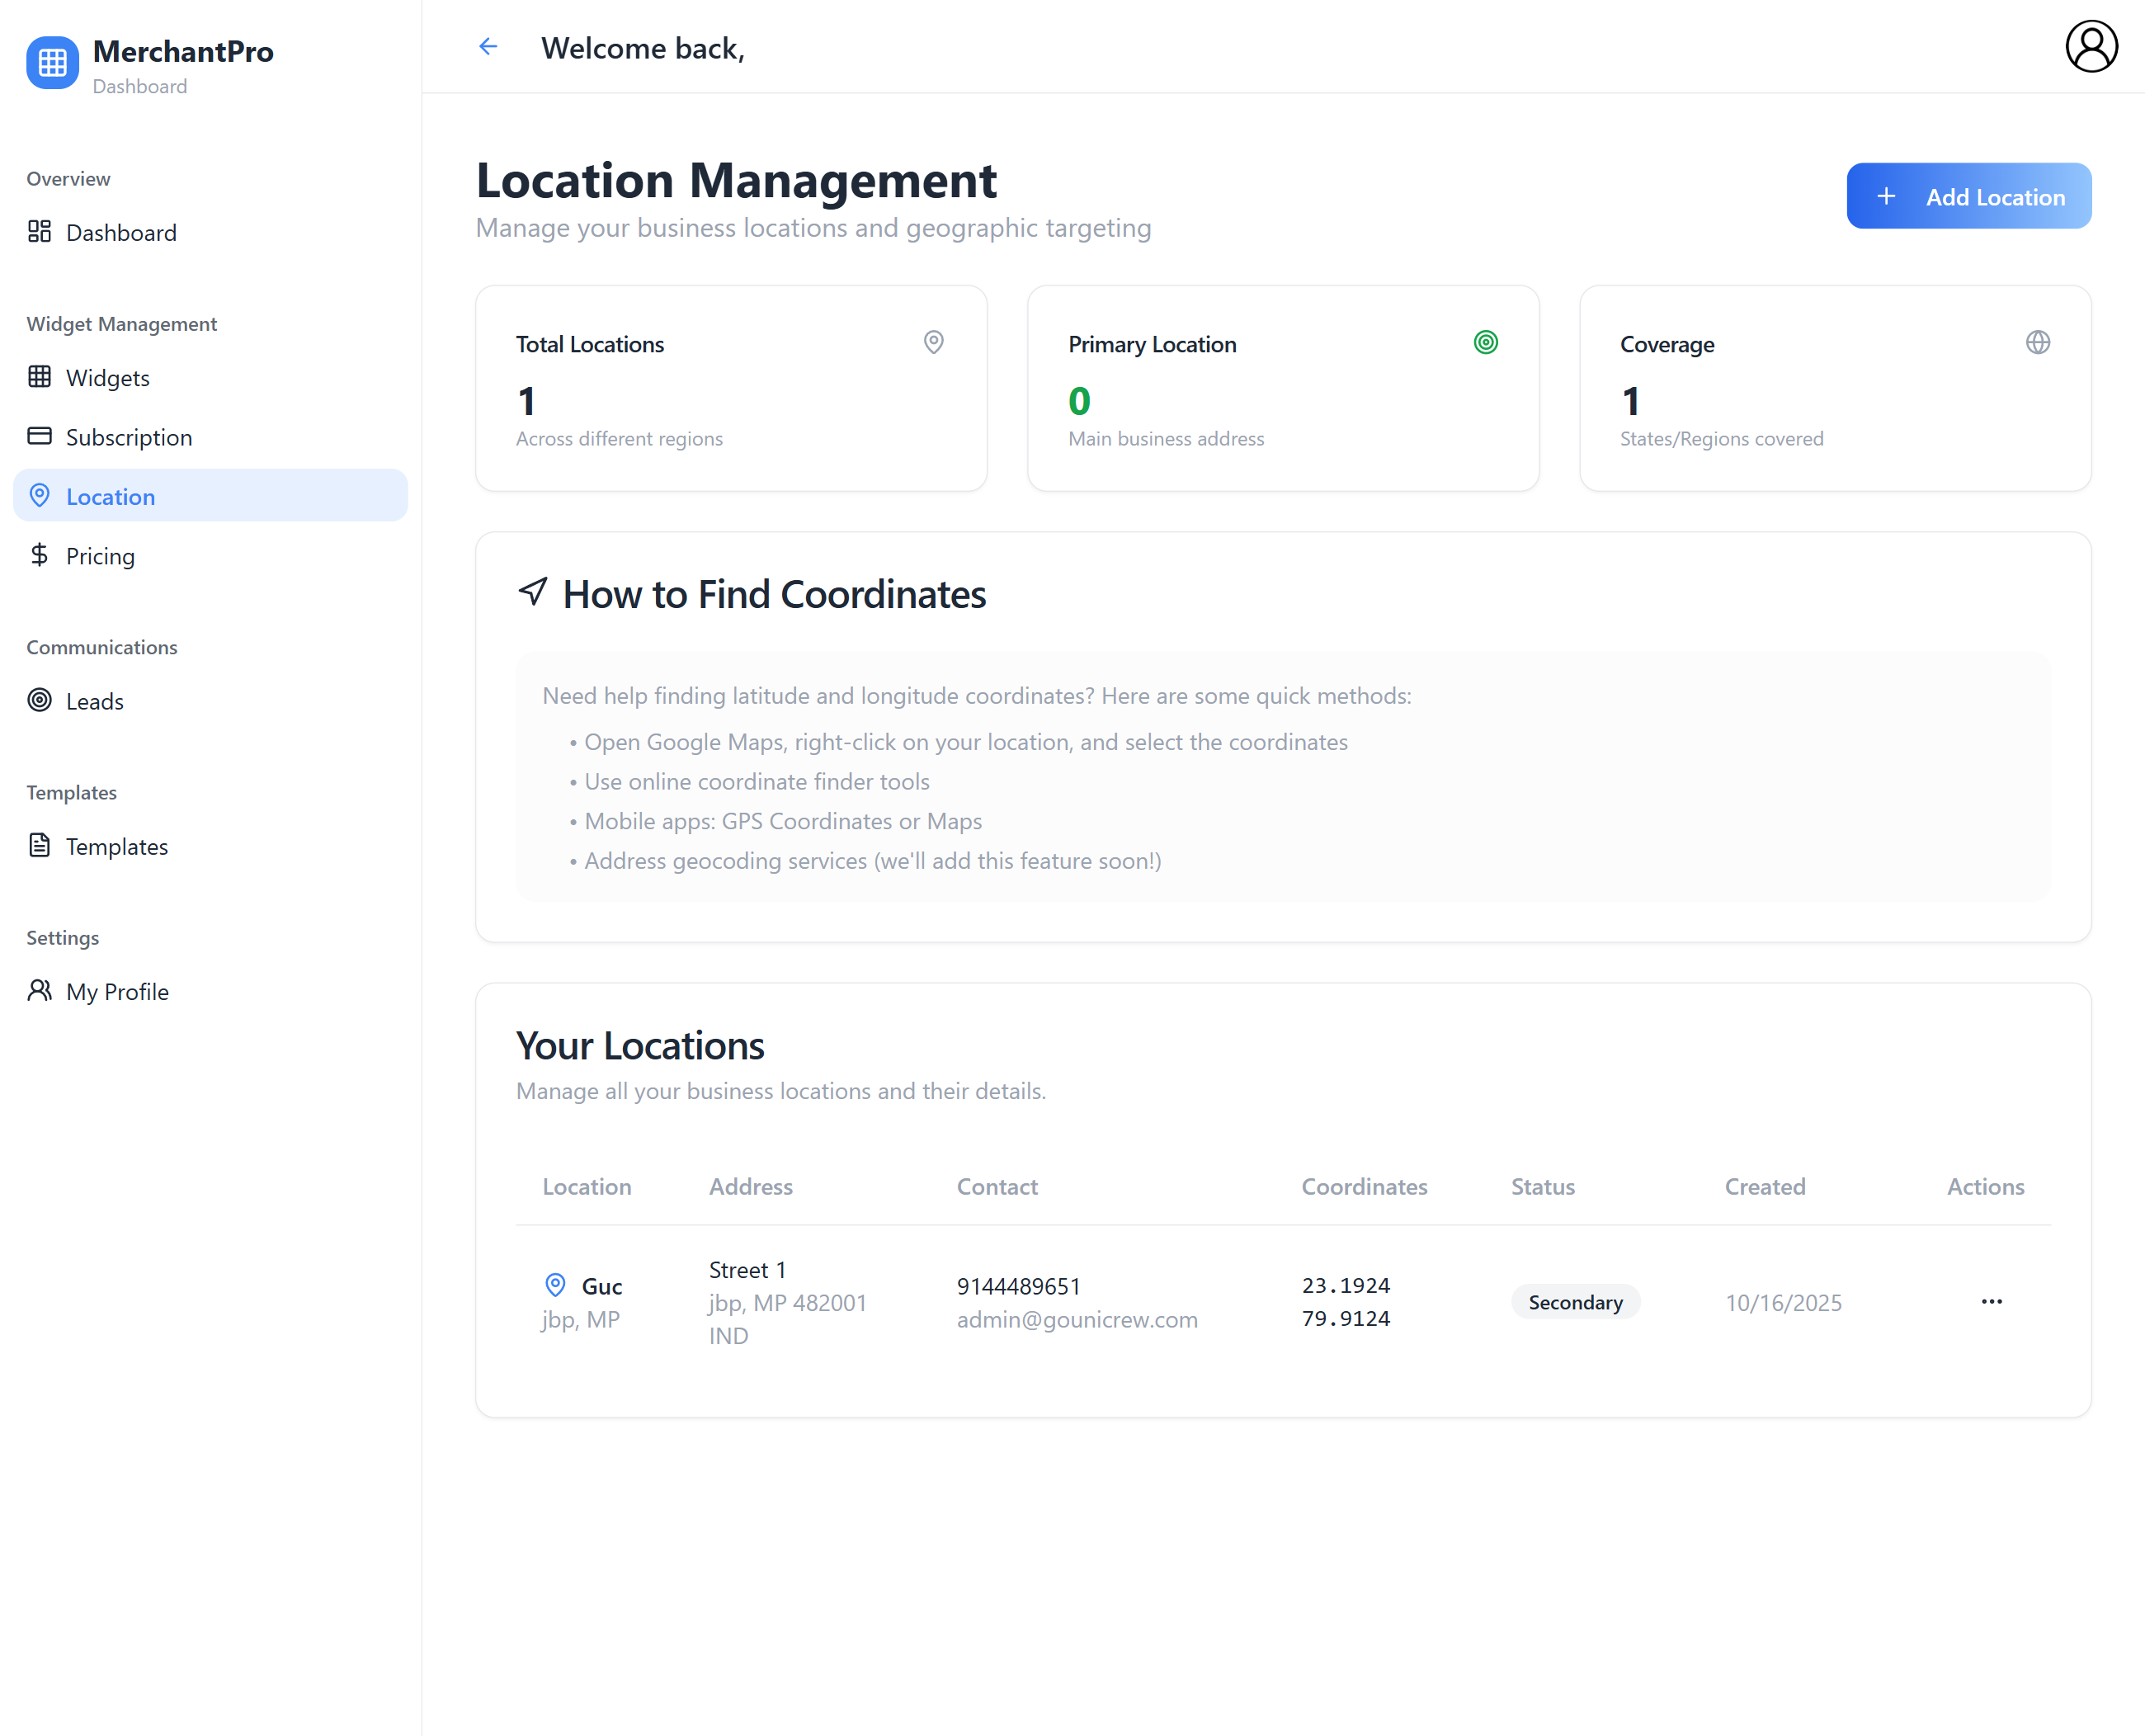 MerchantPro
Dashboard
Overview
Dashboard
Widget Management
Widgets
Subscription
Location
Pricing
Communications
Leads
Templates
Templates
Settings
My Profile
Welcome back,
Location Management
Manage your business locations and geographic targeting
Add Location
Total Locations
1
Across different regions
Primary Location
0
Main business address
Coverage
1
States/Regions covered
How to Find Coordinates
Need help finding latitude and longitude coordinates? Here are some quick methods:
• Open Google Maps, right-click on your location, and select the coordinates
• Use online coordinate finder tools
• Mobile apps: GPS Coordinates or Maps
• Address geocoding services (we'll add this feature soon!)
Your Locations
Manage all your business locations and their details.
Location Address Contact Coordinates Status Created Actions
Guc
jbp, MP
Street 1
jbp, MP 482001
IND
9144489651
admin@gounicrew.com
23.1924
79.9124
Secondary
10/16/2025